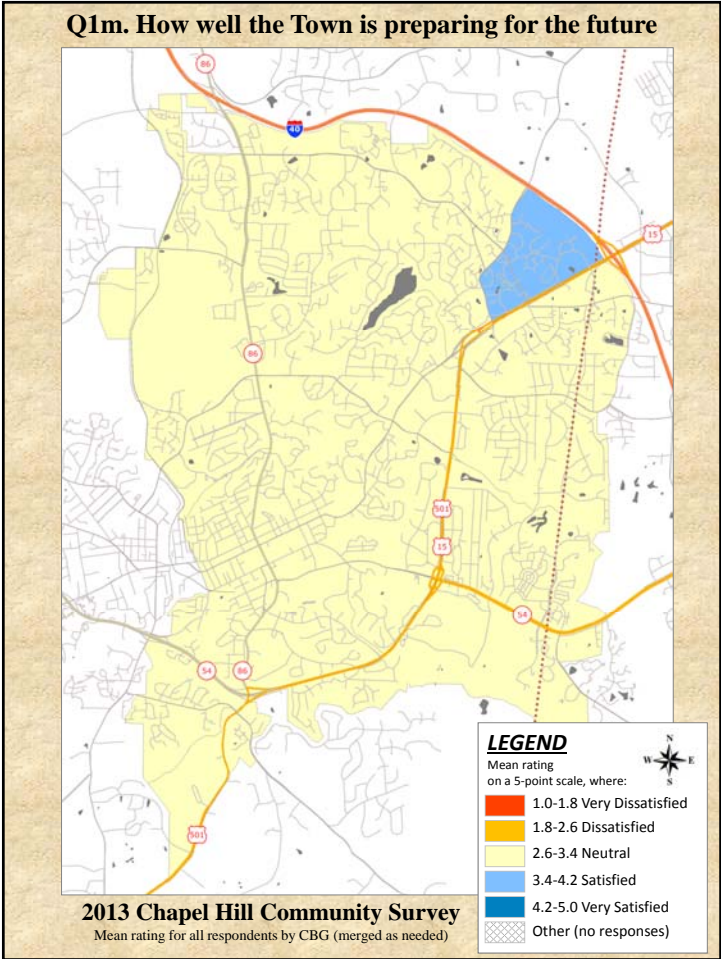 Q1m. How well the Town is preparing for the future
86
40
15
86
501
15
54
54
86
501
LEGEND
Mean rating
on a 5-point scale, where:
N
W E
S
1.0-1.8 Very Dissatisfied
1.8-2.6 Dissatisfied
2.6-3.4 Neutral
3.4-4.2 Satisfied
4.2-5.0 Very Satisfied
Other (no responses)
2013 Chapel Hill Community Survey
Mean rating for all respondents by CBG (merged as needed)